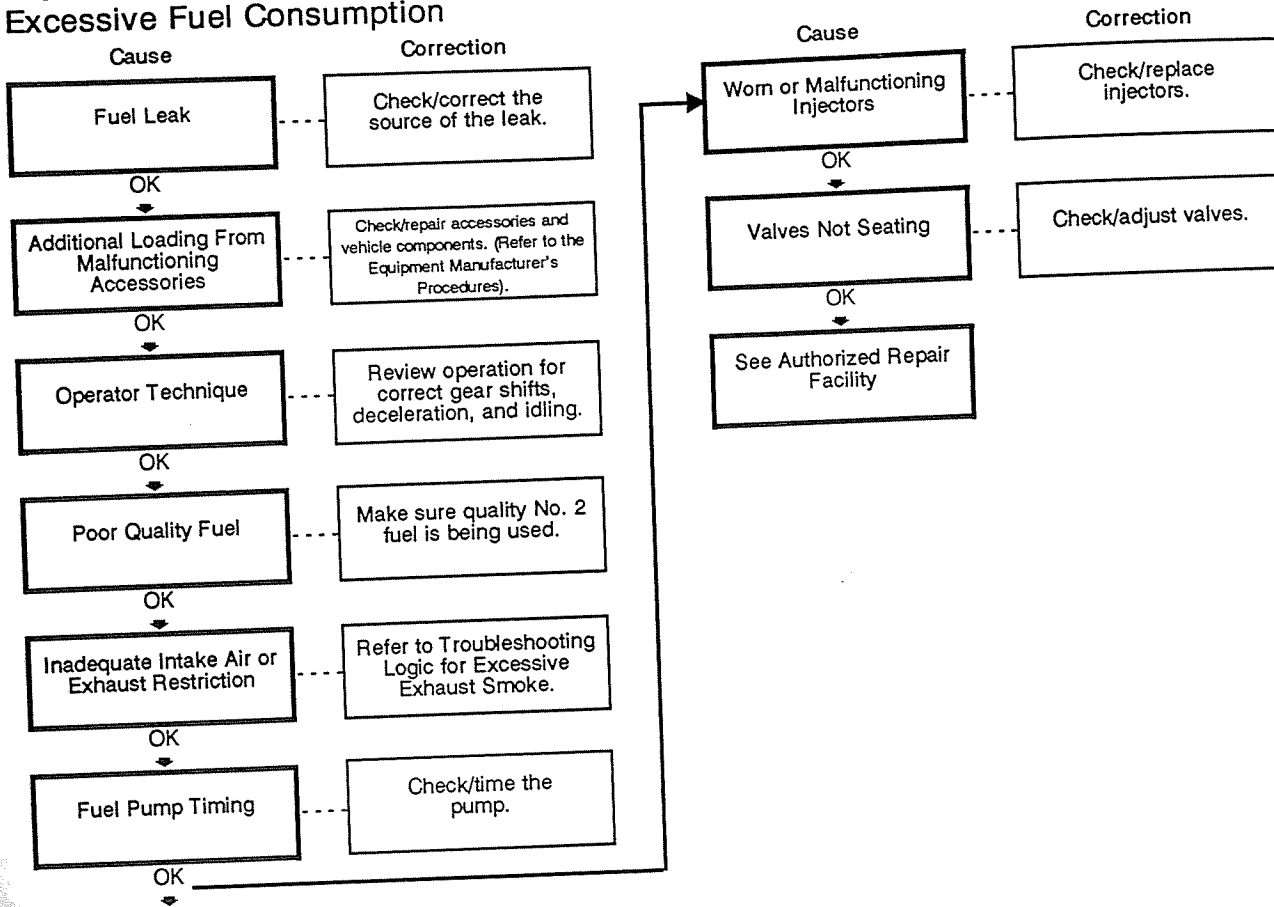 Excessive Fuel Consumption
Cause
Correction
Fuel Leak
Check/correct the
source of the leak.
OK
Additional Loading From
Malfunctioning
Accessories
Check/repair accessories and
vehicle components. (Refer to the
Equipment Manufacturer's
Procedures).
OK
Operator Technique
Review operation for
correct gear shifts,
deceleration, and idling.
OK
Poor Quality Fuel
Make sure quality No. 2
fuel is being used.
OK
Inadequate Intake Air or
Exhaust Restriction
Refer to Troubleshooting
Logic for Excessive
Exhaust Smoke.
OK
Fuel Pump Timing
Check/time the
pump.
OK
Cause
Correction
Worn or Malfunctioning
Injectors
Check/replace
injectors.
OK
Valves Not Seating
Check/adjust valves.
OK
See Authorized Repair
Facility